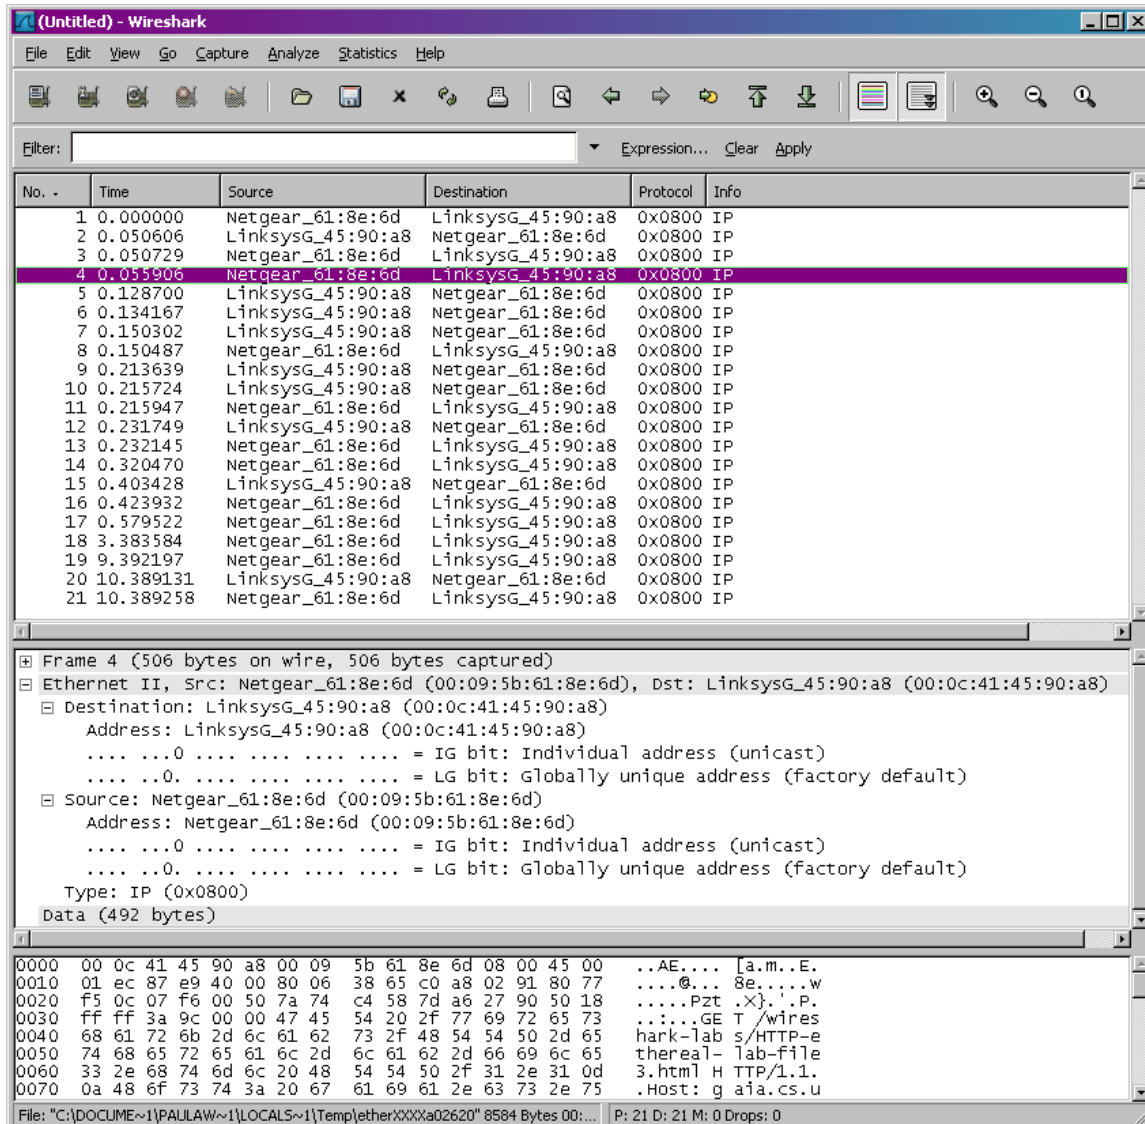 (Untitled) - Wireshark
File Edit View Go Capture Analyze Statistics Help
Filter: Expression... Clear Apply
No. Time Source Destination Protocol Info
1 0.000000 Netgear_61:8e:6d LinksysG_45:90:a8 0x0800 IP
2 0.050606 LinksysG_45:90:a8 Netgear_61:8e:6d 0x0800 IP
3 0.050729 Netgear_61:8e:6d LinksysG_45:90:a8 0x0800 IP
4 0.055906 Netgear_61:8e:6d LinksysG_45:90:a8 0x0800 IP
5 0.128700 LinksysG_45:90:a8 Netgear_61:8e:6d 0x0800 IP
6 0.134167 LinksysG_45:90:a8 Netgear_61:8e:6d 0x0800 IP
7 0.150302 LinksysG_45:90:a8 Netgear_61:8e:6d 0x0800 IP
8 0.150487 Netgear_61:8e:6d LinksysG_45:90:a8 0x0800 IP
9 0.213639 LinksysG_45:90:a8 Netgear_61:8e:6d 0x0800 IP
10 0.215724 LinksysG_45:90:a8 Netgear_61:8e:6d 0x0800 IP
11 0.215947 Netgear_61:8e:6d LinksysG_45:90:a8 0x0800 IP
12 0.231749 LinksysG_45:90:a8 Netgear_61:8e:6d 0x0800 IP
13 0.232145 Netgear_61:8e:6d LinksysG_45:90:a8 0x0800 IP
14 0.320470 Netgear_61:8e:6d LinksysG_45:90:a8 0x0800 IP
15 0.403428 LinksysG_45:90:a8 Netgear_61:8e:6d 0x0800 IP
16 0.423932 Netgear_61:8e:6d LinksysG_45:90:a8 0x0800 IP
17 0.579522 Netgear_61:8e:6d LinksysG_45:90:a8 0x0800 IP
18 3.383584 Netgear_61:8e:6d LinksysG_45:90:a8 0x0800 IP
19 9.392197 Netgear_61:8e:6d LinksysG_45:90:a8 0x0800 IP
20 10.389131 LinksysG_45:90:a8 Netgear_61:8e:6d 0x0800 IP
21 10.389258 Netgear_61:8e:6d LinksysG_45:90:a8 0x0800 IP
Frame 4 (506 bytes on wire, 506 bytes captured)
Ethernet II, Src: Netgear_61:8e:6d (00:09:5b:61:8e:6d), Dst: LinksysG_45:90:a8 (00:0c:41:45:90:a8)
Destination: LinksysG_45:90:a8 (00:0c:41:45:90:a8)
Address: LinksysG_45:90:a8 (00:0c:41:45:90:a8)
.... ...0 .... .... .... .... = IG bit: Individual address (unicast)
.... ..0. .... .... .... .... = LG bit: Globally unique address (factory default)
Source: Netgear_61:8e:6d (00:09:5b:61:8e:6d)
Address: Netgear_61:8e:6d (00:09:5b:61:8e:6d)
.... ...0 .... .... .... .... = IG bit: Individual address (unicast)
.... ..0. .... .... .... .... = LG bit: Globally unique address (factory default)
Type: IP (0x0800)
Data (492 bytes)
0000 00 0c 41 45 90 a8 00 09 5b 61 8e 6d 08 00 45 00 ..AE.... [a.m..E.
0010 01 ec 87 e9 40 00 80 06 38 65 c0 a8 02 91 80 77 ....@... 8e.....w
0020 f5 0c 07 f6 00 50 7a 74 c4 58 7d a6 27 90 50 18 .....Pzt .X}.'.P.
0030 ff ff 3a 9c 00 00 47 45 54 20 2f 77 69 72 65 73 ..:...GE T /wires
0040 68 61 72 6b 2d 6c 61 62 73 2f 48 54 54 50 2d 65 hark-lab s/HTTP-e
0050 74 68 65 72 65 61 6c 2d 6c 61 62 2d 66 69 6c 65 thereal- lab-file
0060 33 2e 68 74 6d 6c 20 48 54 54 50 2f 31 2e 31 0d 3.html H TTP/1.1.
0070 0a 48 6f 73 74 3a 20 67 61 69 61 2e 63 73 2e 75 .Host: g aia.cs.u
File: "C:\DOCUME~1\PAULAW~1\LOCALS~1\Temp\etherXXXXa02620" 8584 Bytes 00:... P: 21 D: 21 M: 0 Drops: 0